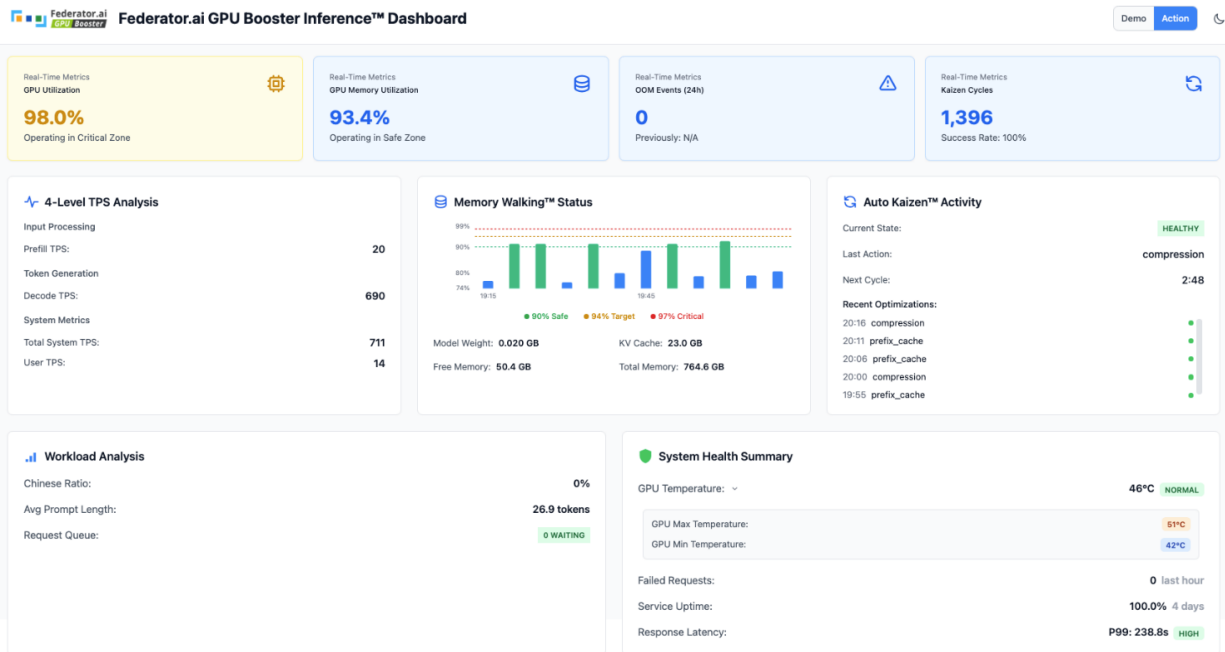 Federator.ai
GPU Booster
Federator.ai GPU Booster Inference™ Dashboard
Demo
Action
Real-Time Metrics
GPU Utilization
98.0%
Operating in Critical Zone
Real-Time Metrics
GPU Memory Utilization
93.4%
Operating in Safe Zone
Real-Time Metrics
OOM Events (24h)
0
Previously: N/A
Real-Time Metrics
Kaizen Cycles
1,396
Success Rate: 100%
4-Level TPS Analysis
Input Processing
Prefill TPS: 20
Token Generation
Decode TPS: 690
System Metrics
Total System TPS: 711
User TPS: 14
Memory Walking™ Status
99%
90%
80%
74%
19:15 19:45
90% Safe 94% Target 97% Critical
Model Weight: 0.020 GB KV Cache: 23.0 GB
Free Memory: 50.4 GB Total Memory: 764.6 GB
Auto Kaizen™ Activity
Current State: HEALTHY
Last Action: compression
Next Cycle: 2:48
Recent Optimizations:
20:16 compression
20:11 prefix_cache
20:06 prefix_cache
20:00 compression
19:55 prefix_cache
Workload Analysis
Chinese Ratio: 0%
Avg Prompt Length: 26.9 tokens
Request Queue: 0 WAITING
System Health Summary
GPU Temperature: 46°C NORMAL
GPU Max Temperature: 51°C
GPU Min Temperature: 42°C
Failed Requests: 0 last hour
Service Uptime: 100.0% 4 days
Response Latency: P99: 238.8s HIGH